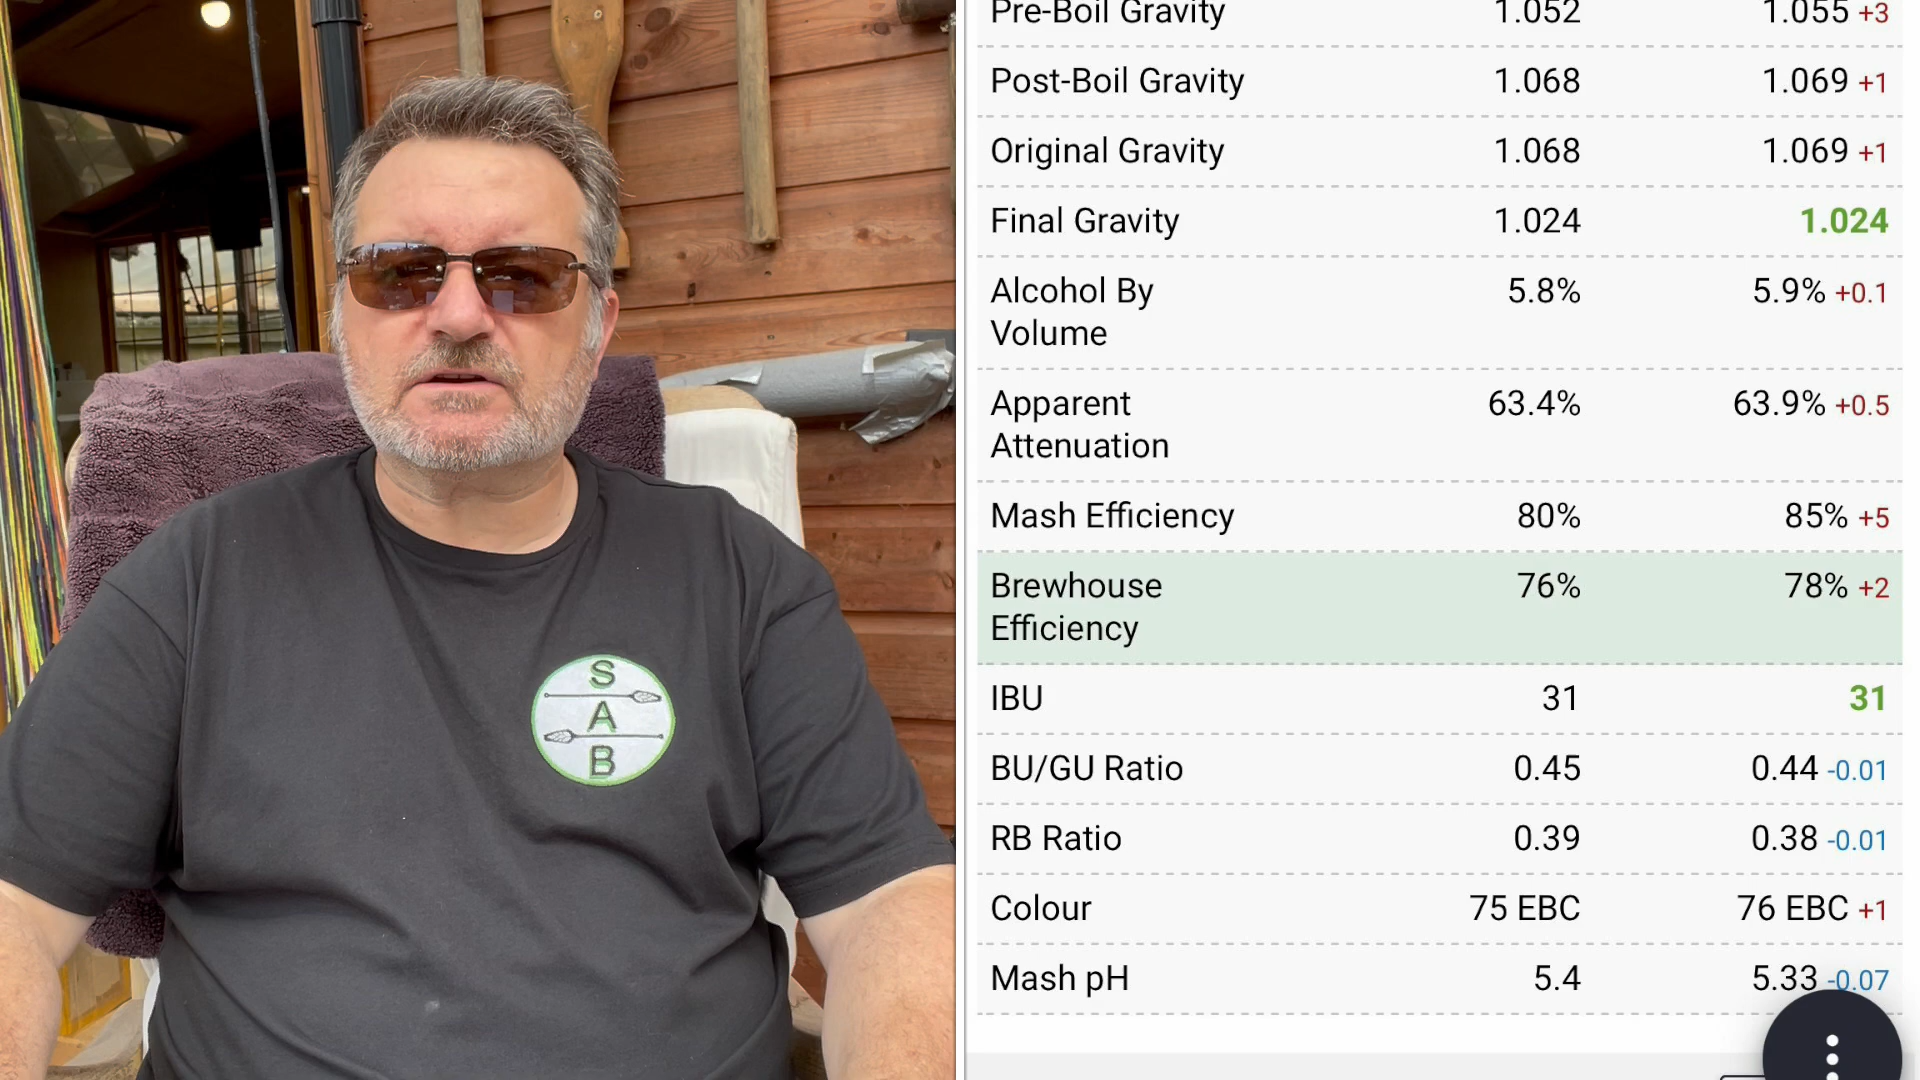 S
A
B
Pre-Boil Gravity 1.052 1.055 +3
Post-Boil Gravity 1.068 1.069 +1
Original Gravity 1.068 1.069 +1
Final Gravity 1.024 1.024
Alcohol By 5.8% 5.9% +0.1
Volume
Apparent 63.4% 63.9% +0.5
Attenuation
Mash Efficiency 80% 85% +5
Brewhouse 76% 78% +2
Efficiency
IBU 31 31
BU/GU Ratio 0.45 0.44 -0.01
RB Ratio 0.39 0.38 -0.01
Colour 75 EBC 76 EBC +1
Mash pH 5.4 5.33 -0.07